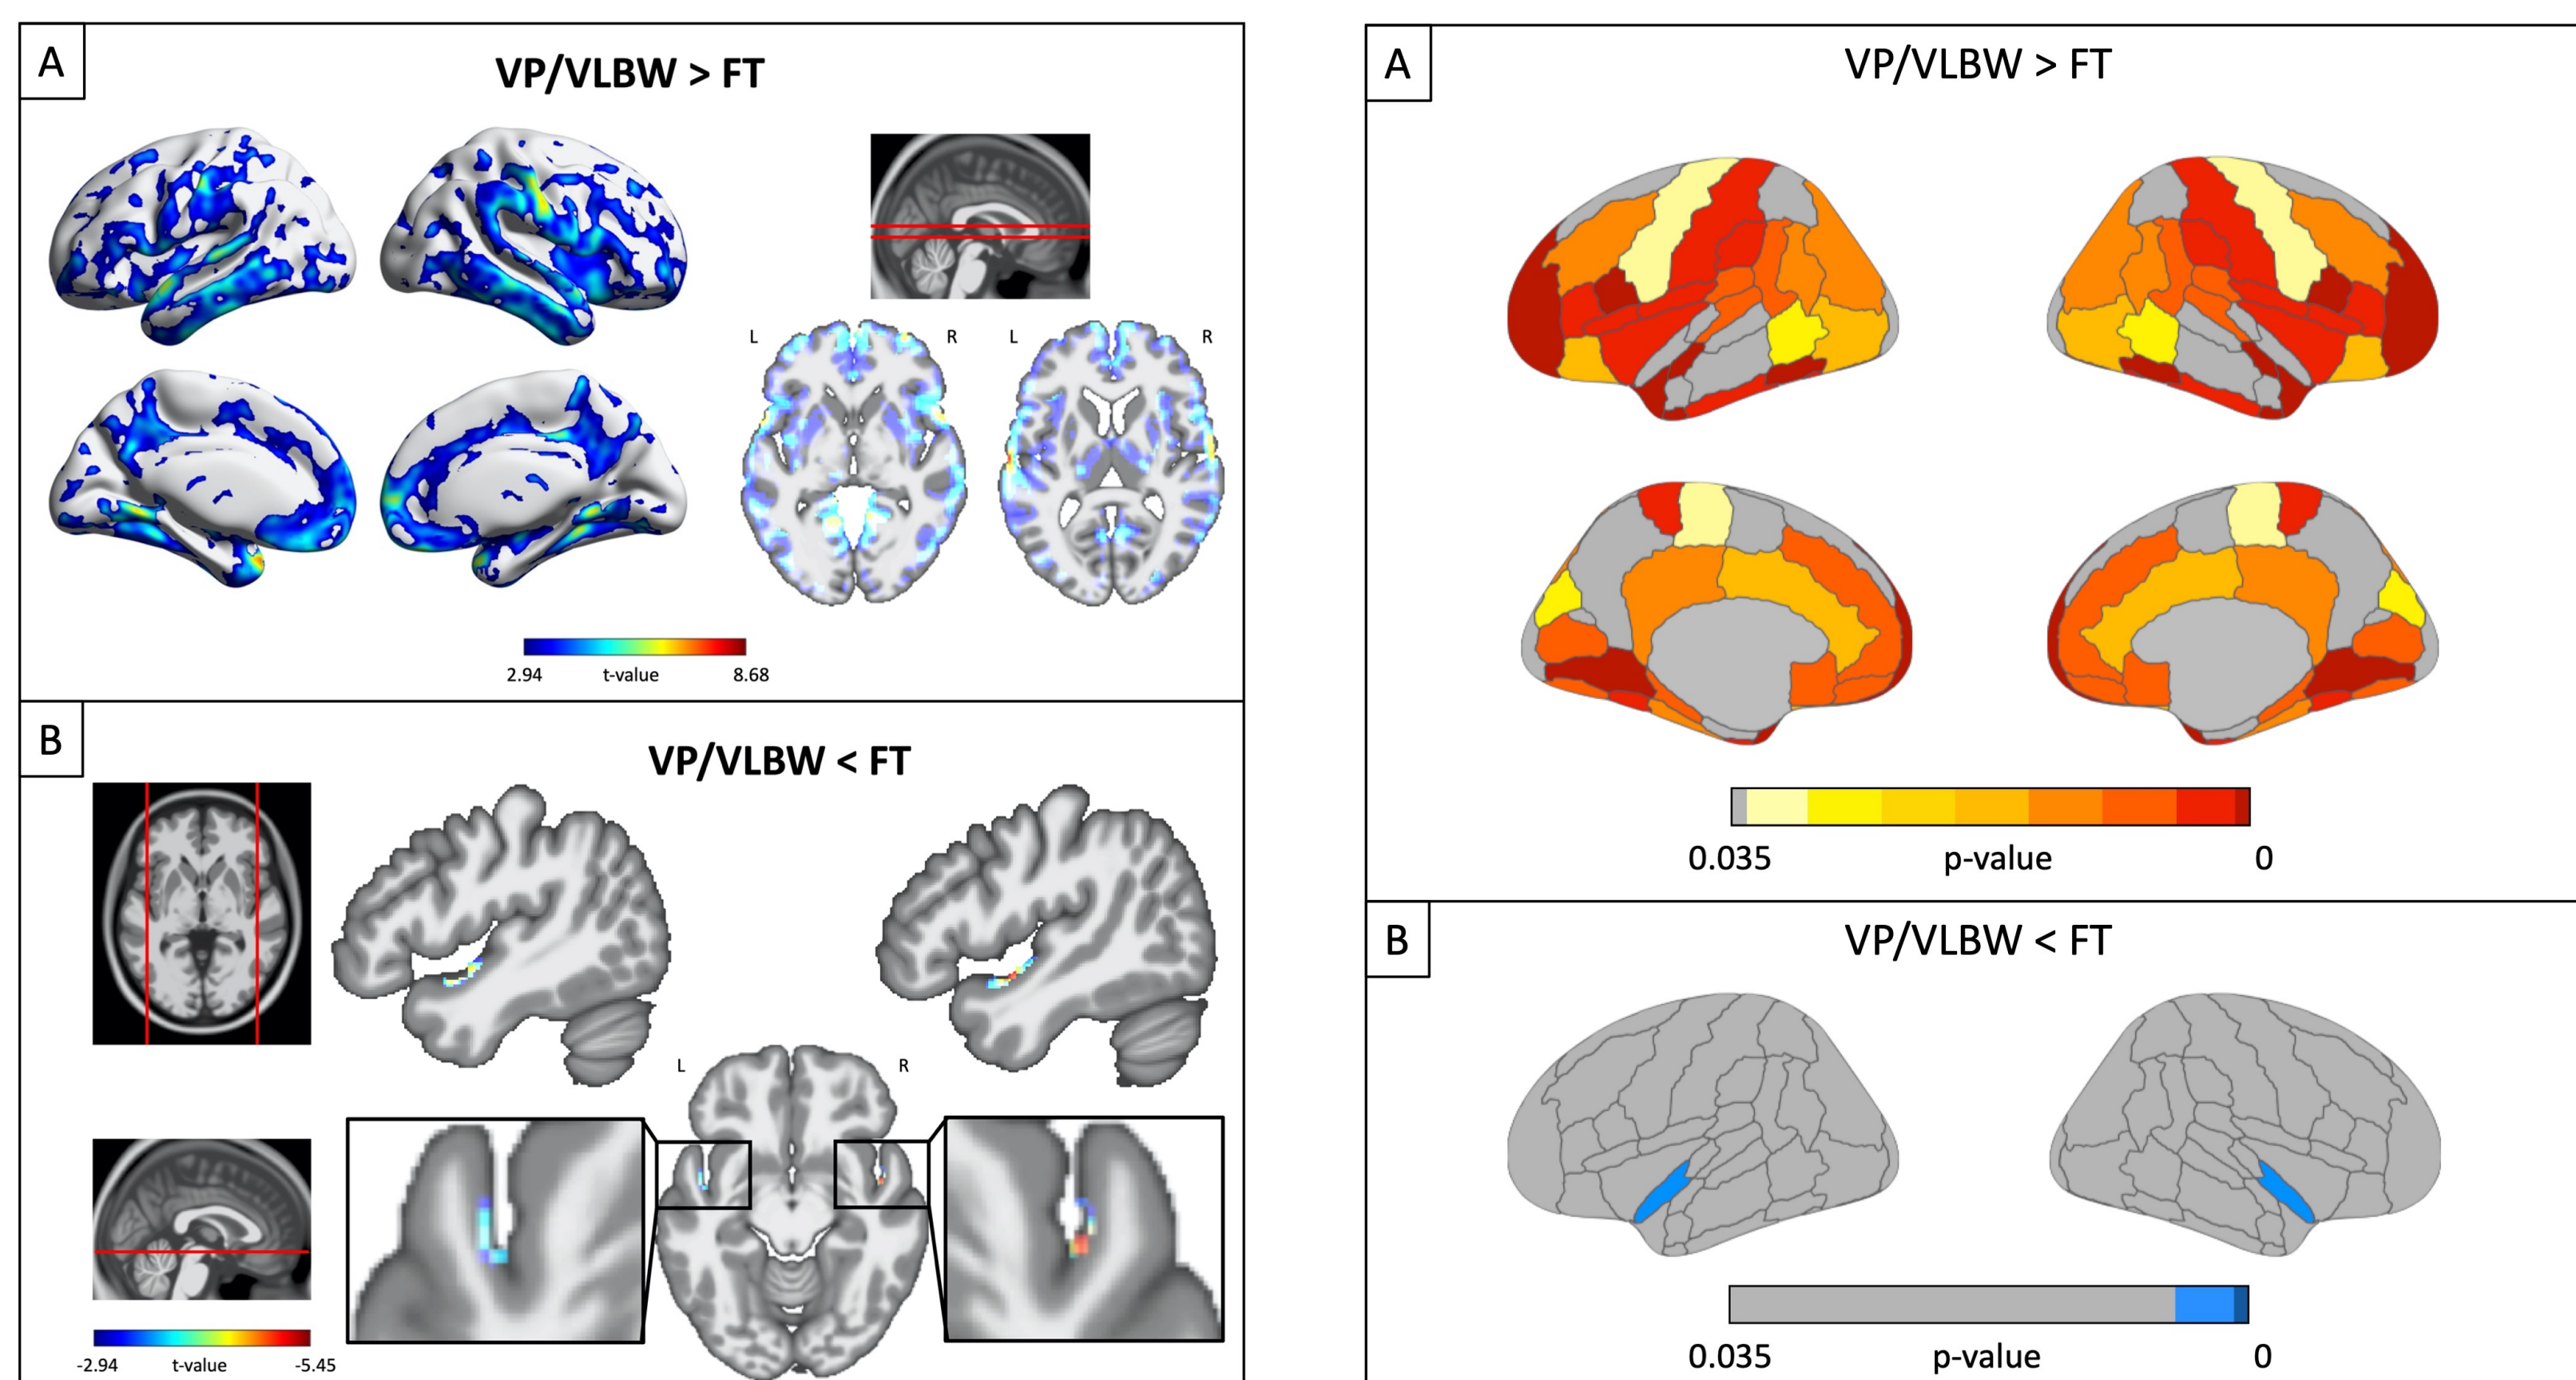 A
VP/VLBW > FT
L
R
L
R
2.94
t-value
8.68
B
VP/VLBW < FT
L
R
-2.94
t-value
-5.45
A
VP/VLBW > FT
0.035
p-value
0
B
VP/VLBW < FT
0.035
p-value
0